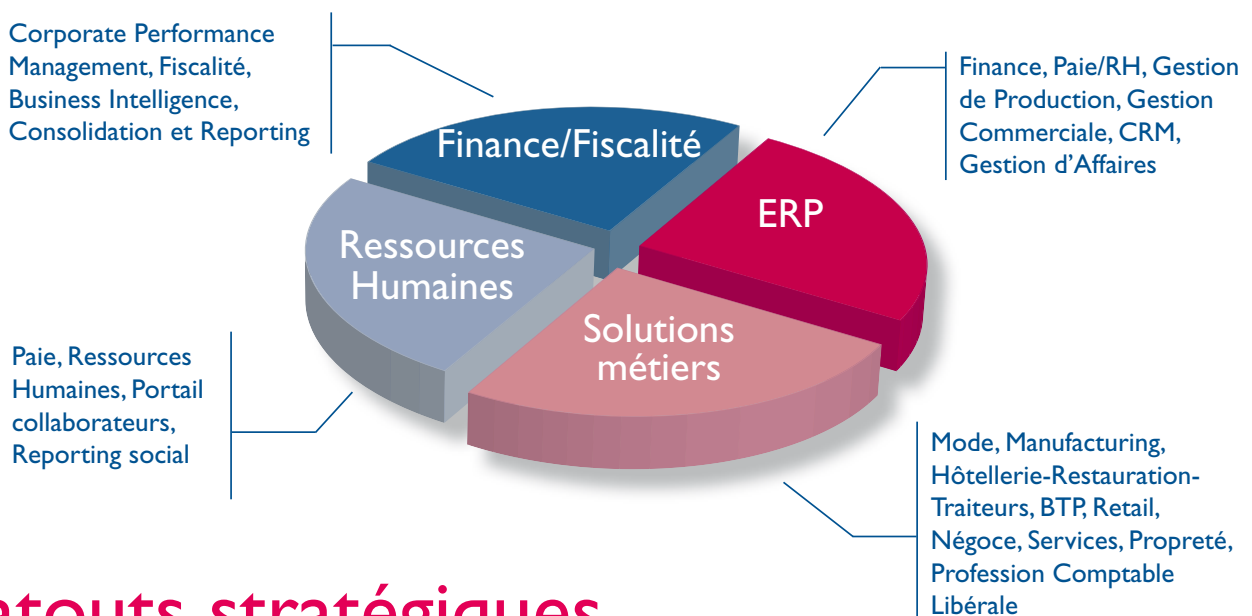 Corporate Performance
Management, Fiscalité,
Business Intelligence,
Consolidation et Reporting
Finance, Paie/RH, Gestion
de Production, Gestion
Commerciale, CRM,
Gestion d'Affaires
Finance/Fiscalité
ERP
Ressources
Humaines
Solutions
métiers
Paie, Ressources
Humaines, Portail
collaborateurs,
Reporting social
Mode, Manufacturing,
Hôtellerie-Restauration-
Traiteurs, BTP, Retail,
Négoce, Services, Propreté,
Profession Comptable
Libérale
atouts stratégiques